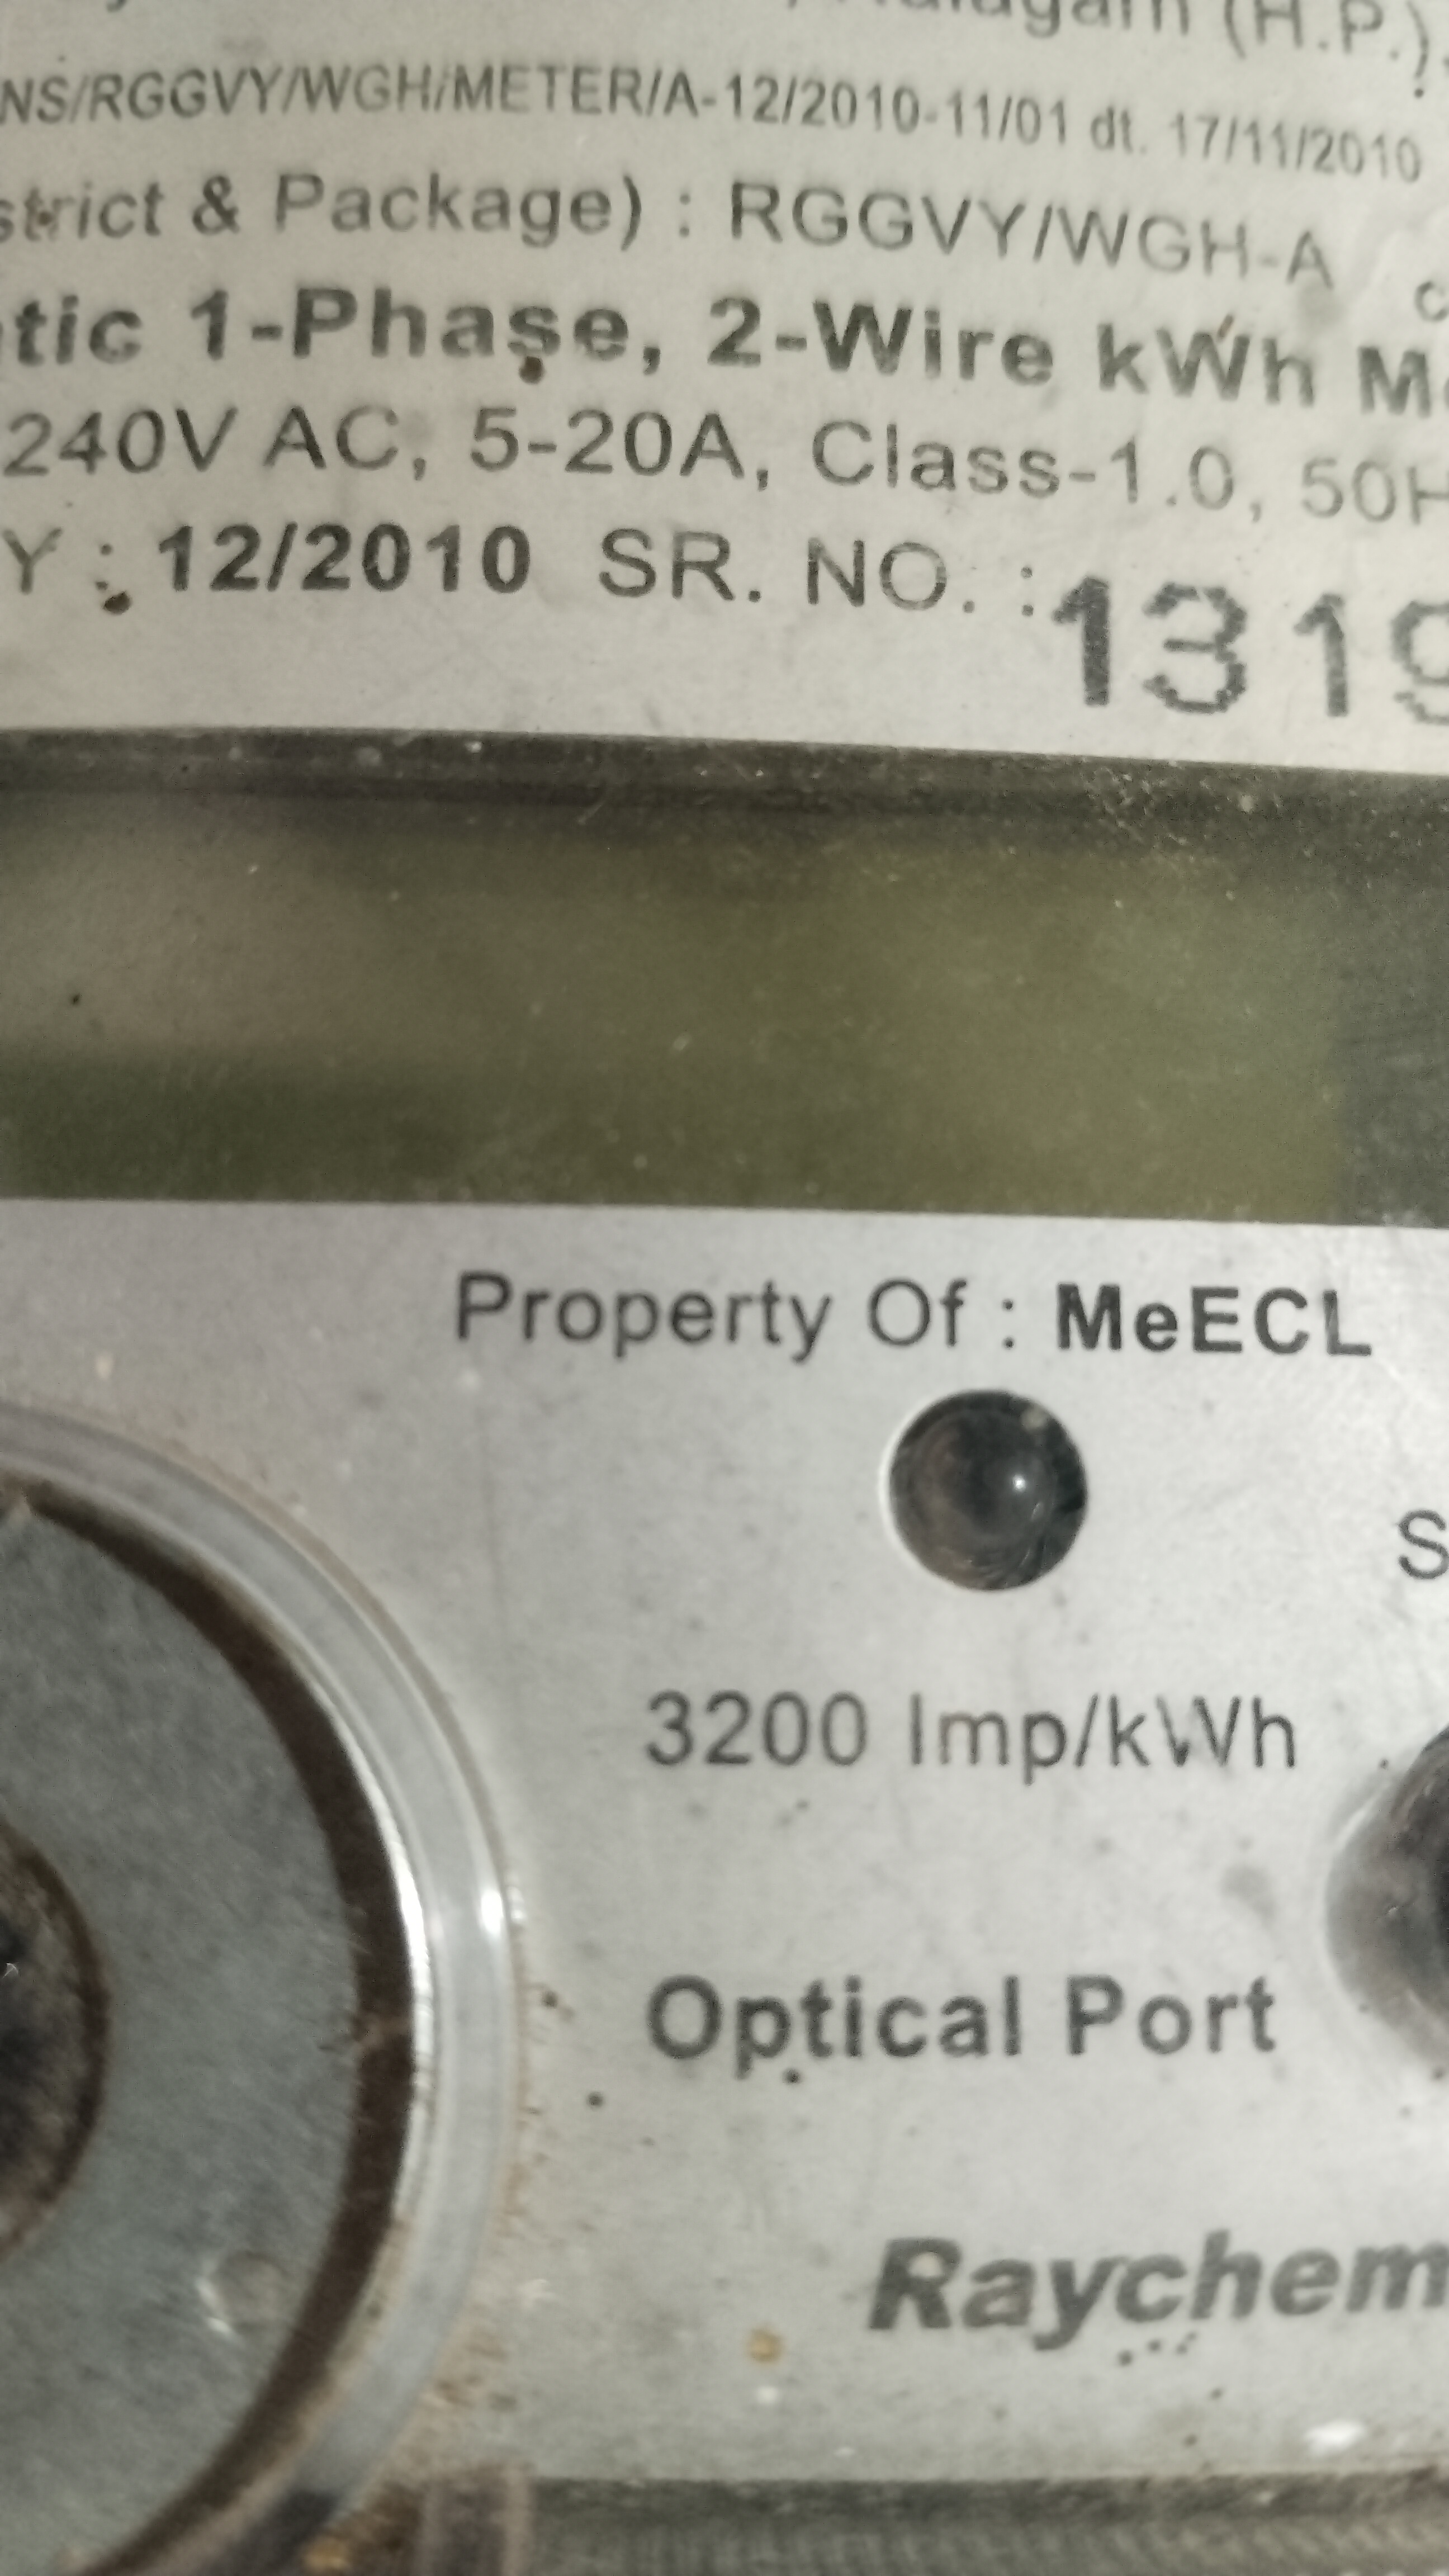 (H.P.)
NS/RGGVY/WGH/METER/A-12/2010-11/01 dt. 17/11/2010
strict & Package) : RGGVY/WGH-A
tic 1-Phase, 2-Wire kWh M
240V AC, 5-20A, Class-1.0, 50H
Y : 12/2010 SR. NO. : 1319
Property Of : MeECL
S
3200 Imp/kWh
Optical Port
Raychem